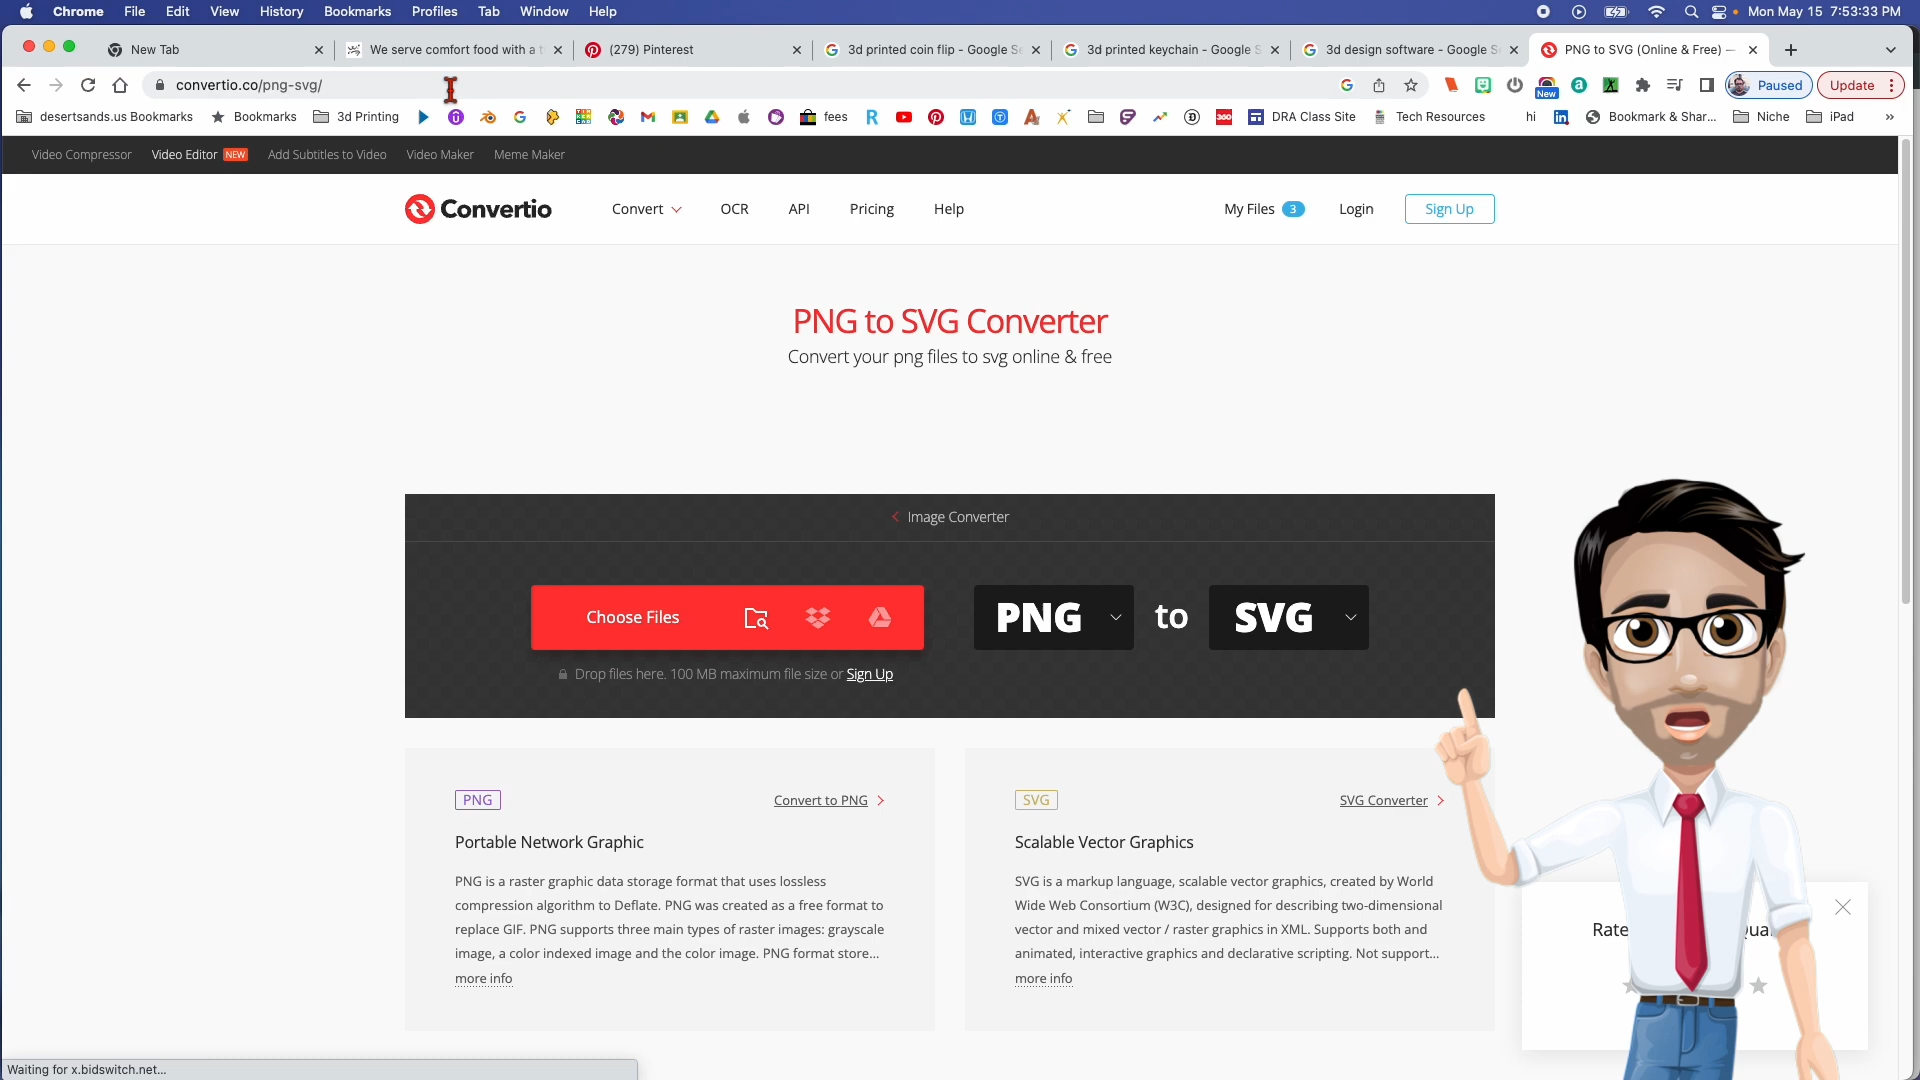 Chrome File Edit View History Bookmarks Profiles Tab Window Help Mon May 15 7:53:33 PM
New Tab We serve comfort food with a t (279) Pinterest 3d printed coin flip - Google Se 3d printed keychain - Google S 3d design software - Google Se PNG to SVG (Online & Free) —
convertio.co/png-svg/ New Paused Update
desertsands.us Bookmarks Bookmarks 3d Printing fees DRA Class Site Tech Resources hi Bookmark & Shar... Niche iPad »
Video Compressor Video Editor NEW Add Subtitles to Video Video Maker Meme Maker
Convertio Convert OCR API Pricing Help My Files 3 Login Sign Up
PNG to SVG Converter
Convert your png files to svg online & free
Image Converter
Choose Files PNG to SVG
Drop files here. 100 MB maximum file size or Sign Up
PNG Convert to PNG
Portable Network Graphic
PNG is a raster graphic data storage format that uses lossless
compression algorithm to Deflate. PNG was created as a free format to
replace GIF. PNG supports three main types of raster images: grayscale
image, a color indexed image and the color image. PNG format store...
more info
SVG SVG Converter
Scalable Vector Graphics
SVG is a markup language, scalable vector graphics, created by World
Wide Web Consortium (W3C), designed for describing two-dimensional
vector and mixed vector / raster graphics in XML. Supports both and
animated, interactive graphics and declarative scripting. Not support...
more info
Rate
Waiting for x.bidswitch.net...